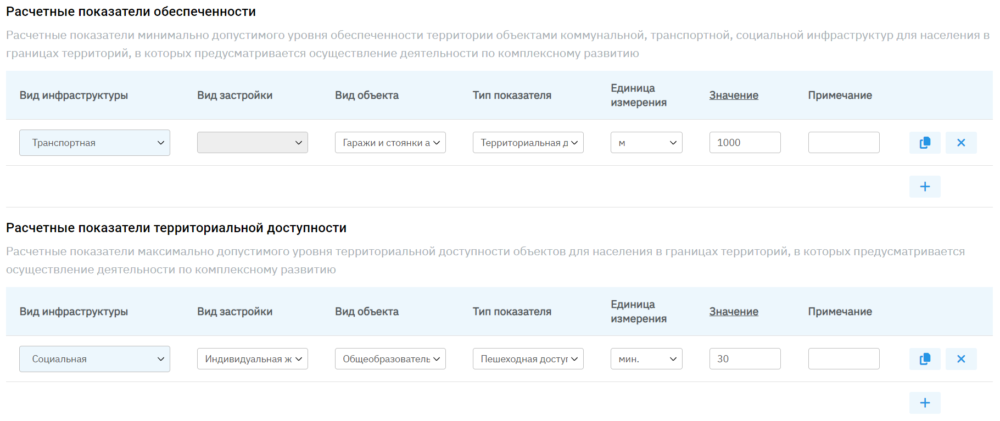 Расчетные показатели обеспеченности
Расчетные показатели минимально допустимого уровня обеспеченности территории объектами коммунальной, транспортной, социальной инфраструктур для населения в
границах территорий, в которых предусматривается осуществление деятельности по комплексному развитию
Вид инфраструктуры Вид застройки Вид объекта Тип показателя Единица измерения Значение Примечание
Транспортная Гаражи и стоянки а Территориальная д м 1000
Расчетные показатели территориальной доступности
Расчетные показатели максимально допустимого уровня территориальной доступности объектов для населения в границах территорий, в которых предусматривается
осуществление деятельности по комплексному развитию
Вид инфраструктуры Вид застройки Вид объекта Тип показателя Единица измерения Значение Примечание
Социальная Индивидуальная ж Общеобразователь Пешеходная доступ мин. 30